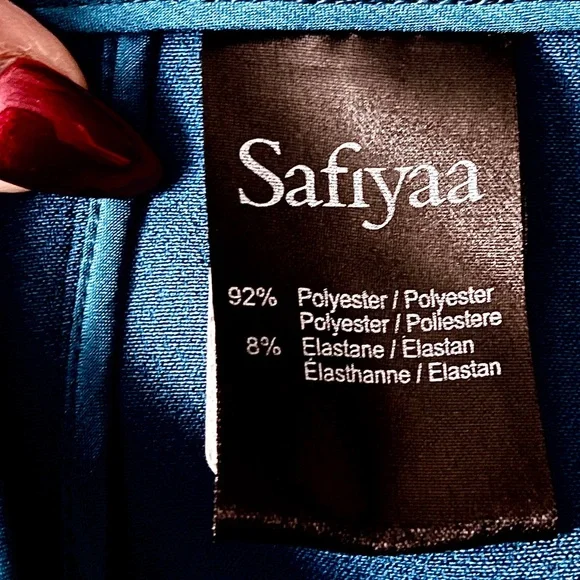 Safiyaa
92% Polyester / Polyester
Polyester / Poliestere
8% Elastane / Elastan
Élasthanne / Elastan